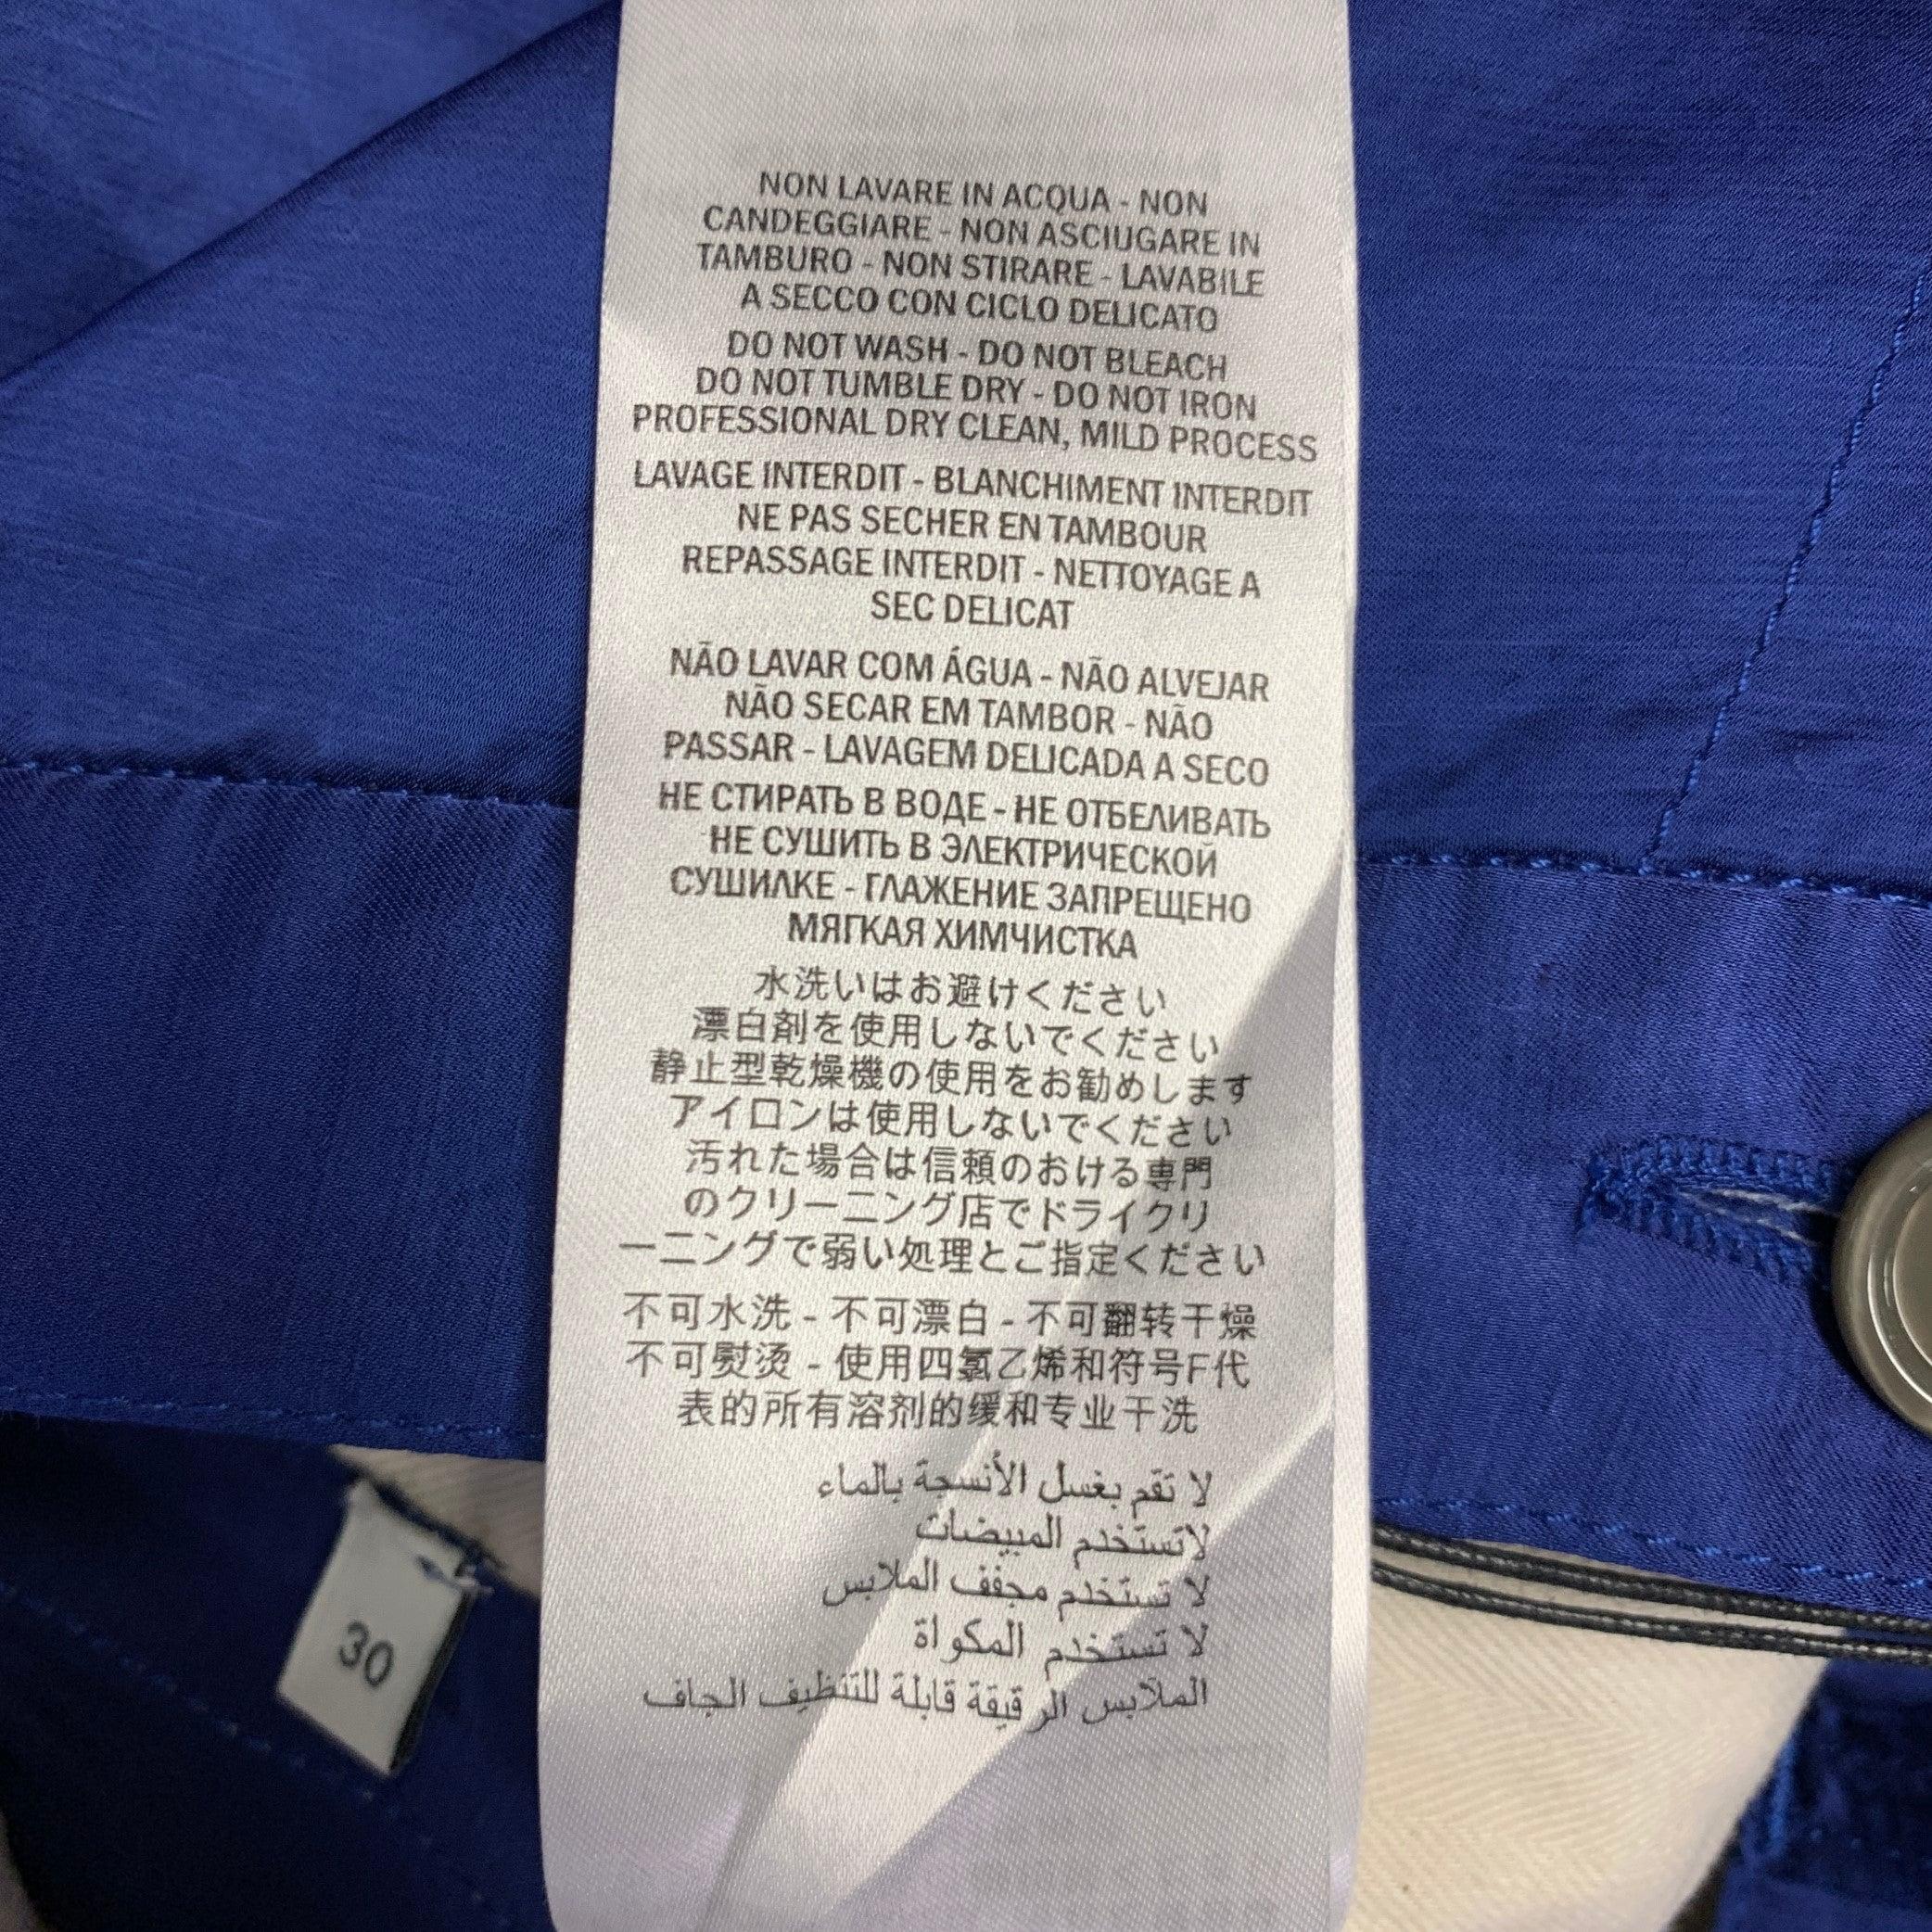 NON LAVARE IN ACQUA - NON
CANDEGGIARE - NON ASCIUGARE IN
TAMBURO - NON STIRARE - LAVABILE
A SECCO CON CICLO DELICATO
DO NOT WASH - DO NOT BLEACH
DO NOT TUMBLE DRY - DO NOT IRON
PROFESSIONAL DRY CLEAN, MILD PROCESS
LAVAGE INTERDIT - BLANCHIMENT INTERDIT
NE PAS SECHER EN TAMBOUR
REPASSAGE INTERDIT - NETTOYAGE A
SEC DELICAT
NÃO LAVAR COM ÁGUA - NÃO ALVEJAR
NÃO SECAR EM TAMBOR - NÃO
PASSAR - LAVAGEM DELICADA A SECO
НЕ СТИРАТЬ В ВОДЕ - НЕ ОТБЕЛИВАТЬ
НЕ СУШИТЬ В ЭЛЕКТРИЧЕСКОЙ
СУШИЛКЕ - ГЛАЖЕНИЕ ЗАПРЕЩЕНО
МЯГКАЯ ХИМЧИСТКА
水洗いはお避けください
漂白剤を使用しないでください
静止型乾燥機の使用をお勧めします
アイロンは使用しないでください
汚れた場合は信頼のおける専門
のクリーニング店でドライクリ
ーニングで弱い処理とご指定ください
不可水洗 - 不可漂白 - 不可翻转干燥
不可熨烫 - 使用四氯乙烯和符号F代
表的所有溶剂的缓和专业干洗
لا تقم بغسل الأنسجة بالماء
لاتستخدم المبيضات
لا تستخدم مجفف الملابس
لا تستخدم المكواة
الملابس الرقيقة قابلة للتنظيف الجاف
30